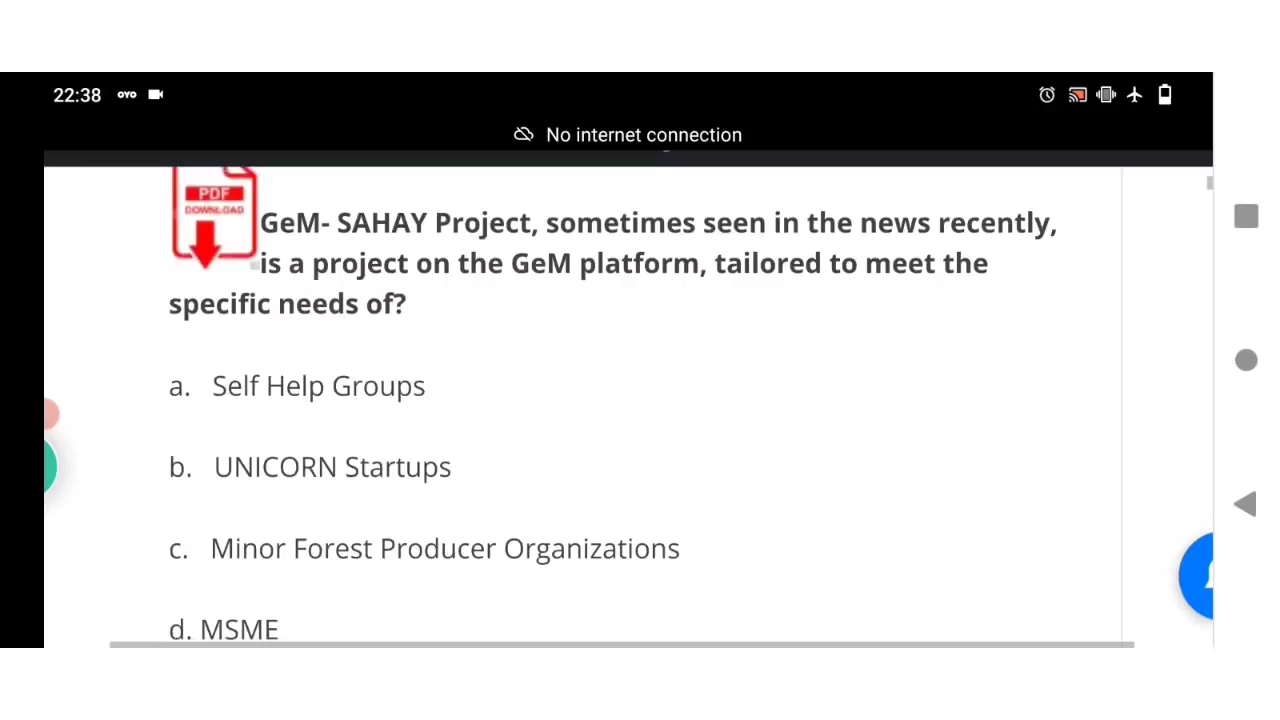 22:38 OYO
No internet connection
PDF
DOWNLOAD
GeM- SAHAY Project, sometimes seen in the news recently,
is a project on the GeM platform, tailored to meet the
specific needs of?
a. Self Help Groups
b. UNICORN Startups
c. Minor Forest Producer Organizations
d. MSME